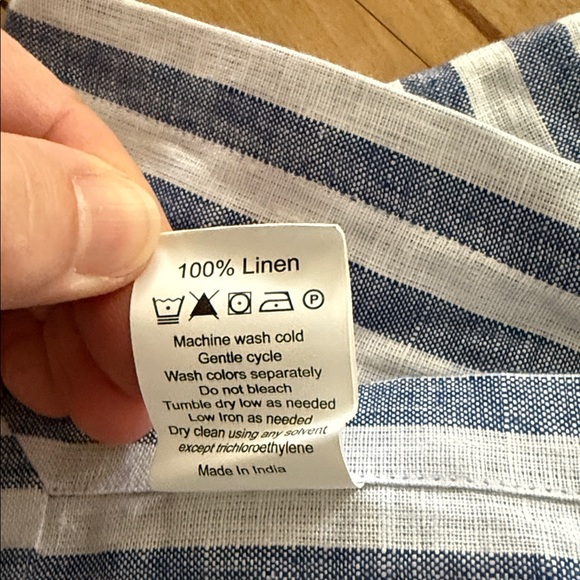 100% Linen
P
Machine wash cold
Gentle cycle
Wash colors separately
Do not bleach
Tumble dry low as needed
Low Iron as needed
Dry clean using any solvent
except trichloroethylene
Made In India